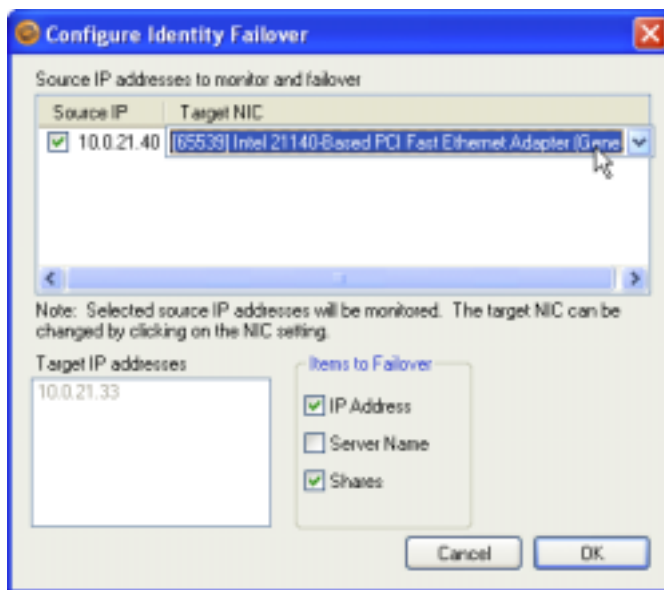 Configure Identity Failover
Source IP addresses to monitor and failover
Source IP Target NIC
10.0.21.40 [65539] Intel 21140-Based PCI Fast Ethernet Adapter (Gene
Note: Selected source IP addresses will be monitored. The target NIC can be
changed by clicking on the NIC setting.
Target IP addresses
10.0.21.33
Items to Failover
IP Address
Server Name
Shares
Cancel OK